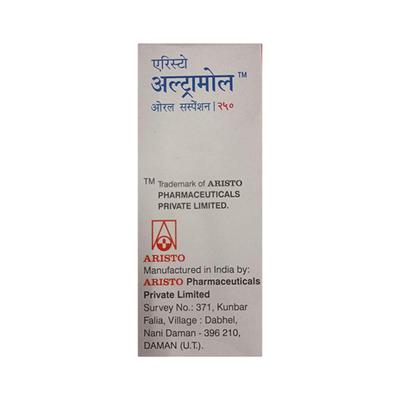 एरिस्टो
अल्ट्रामोल™
ओरल सस्पेंशन | २५०
TM Trademark of ARISTO
PHARMACEUTICALS
PRIVATE LIMITED.
ARISTO
Manufactured in India by:
ARISTO Pharmaceuticals
Private Limited
Survey No.: 371, Kunbar
Falia, Village : Dabhel,
Nani Daman - 396 210,
DAMAN (U.T.).